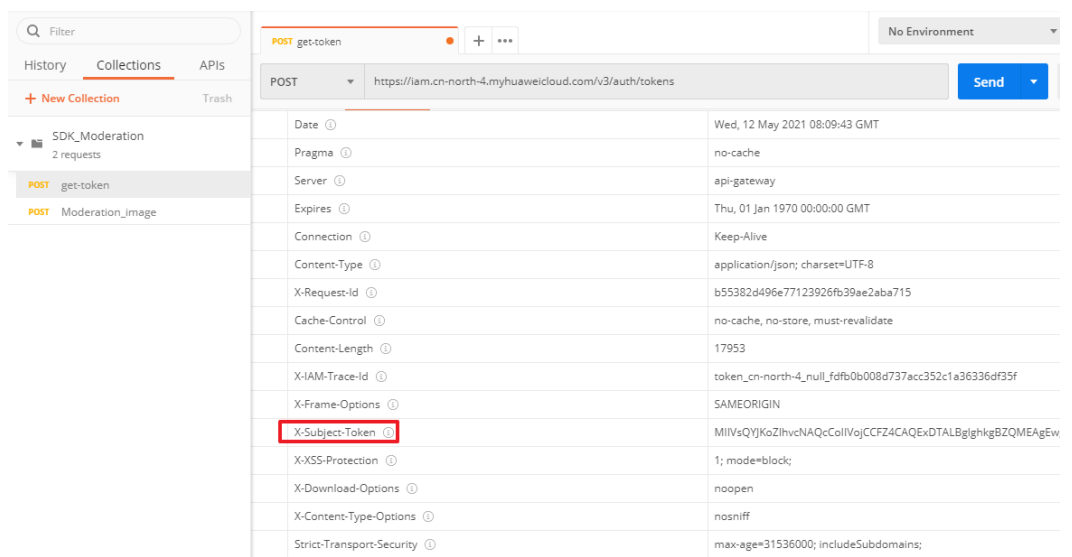 Filter
History Collections APIs
+ New Collection Trash
SDK_Moderation
2 requests
POST get-token
POST Moderation_image
POST get-token
No Environment
POST https://iam.cn-north-4.myhuaweicloud.com/v3/auth/tokens Send
Date Wed, 12 May 2021 08:09:43 GMT
Pragma no-cache
Server api-gateway
Expires Thu, 01 Jan 1970 00:00:00 GMT
Connection Keep-Alive
Content-Type application/json; charset=UTF-8
X-Request-Id b55382d496e77123926fb39ae2aba715
Cache-Control no-cache, no-store, must-revalidate
Content-Length 17953
X-IAM-Trace-Id token_cn-north-4_null_fdfb0b008d737acc352c1a36336df35f
X-Frame-Options SAMEORIGIN
X-Subject-Token MIIVsQYJKoZIhvcNAQcCoIIVojCCFZ4CAQExDTALBglghkgBZQMEAgEw
X-XSS-Protection 1; mode=block;
X-Download-Options noopen
X-Content-Type-Options nosniff
Strict-Transport-Security max-age=31536000; includeSubdomains;